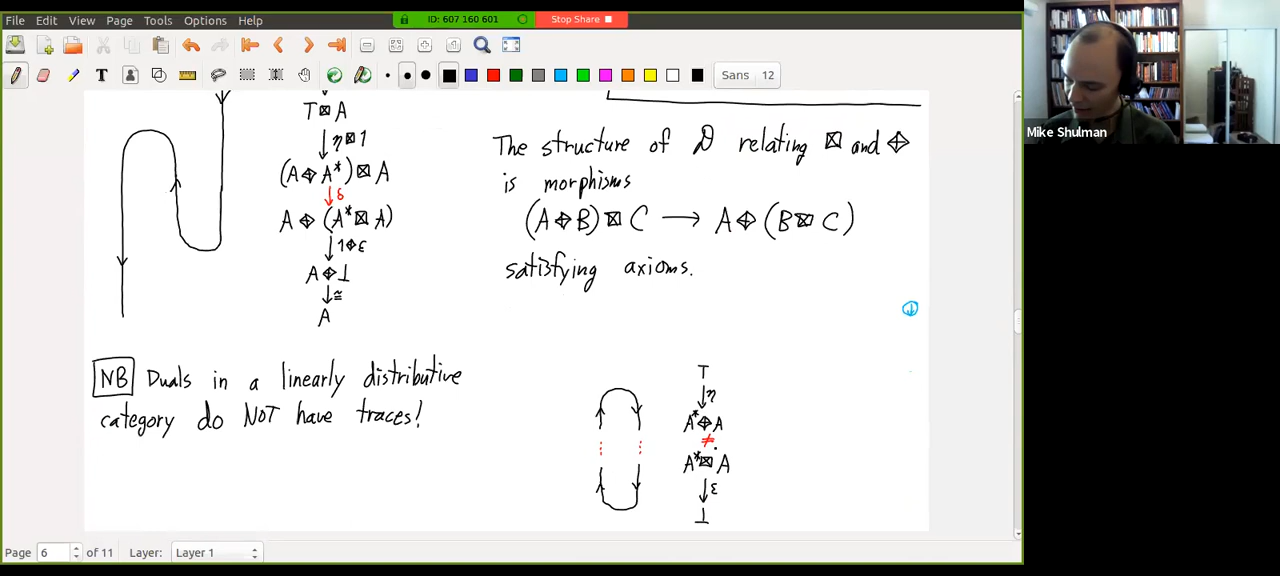 File Edit View Journal Tools Options Help
ID: 607 160 601
Stop Share
Mike Shulman
Sans 12
T⊠A
↓η⊠1
(A⟐A*)⊠A
↓δ
A⟐(A*⊠A)
↓1⟐ε
A⟐⊥
↓≅
A
The structure of D relating ⊠ and ⟐
is morphisms
(A⟐B)⊠C → A⟐(B⊠C)
satisfying axioms.
NB Duals in a linearly distributive
category do NOT have traces!
T
↓η
A*⟐A
≠
A*⊠A
↓ε
⊥
Page 6 of 11 Layer: Layer 1